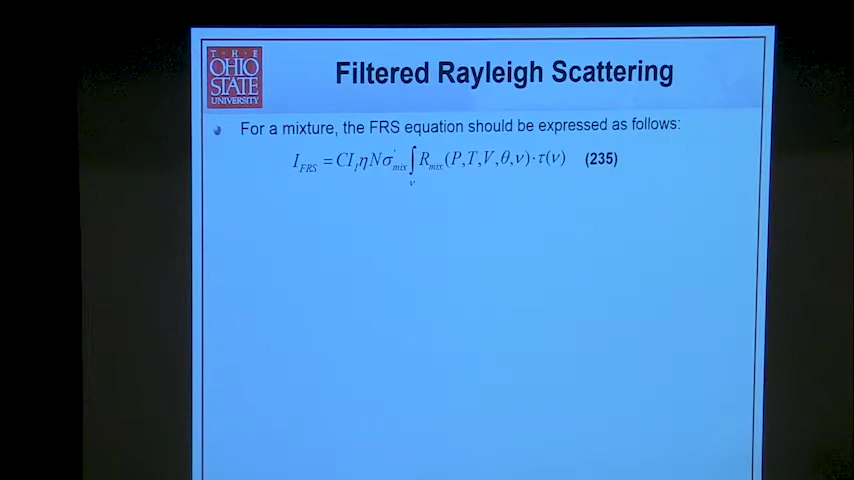 T · H · E
OHIO
STATE
UNIVERSITY
Filtered Rayleigh Scattering
For a mixture, the FRS equation should be expressed as follows:
I_FRS = CI_I ηNσ'_mix ∫_ν R_mix (P,T,V,θ,ν)·τ(ν) (235)